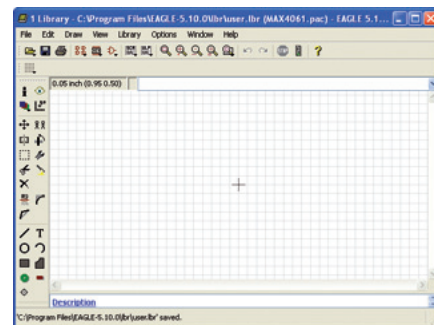 1 Library - C:\Program Files\EAGLE-5.10.0\lbr\user.lbr (MAX4061.pac) - EAGLE 5.1...
File Edit Draw View Library Options Window Help
0.05 inch (0.95 0.50)
T
Description
'C:\Program Files\EAGLE-5.10.0\lbr\user.lbr' saved.